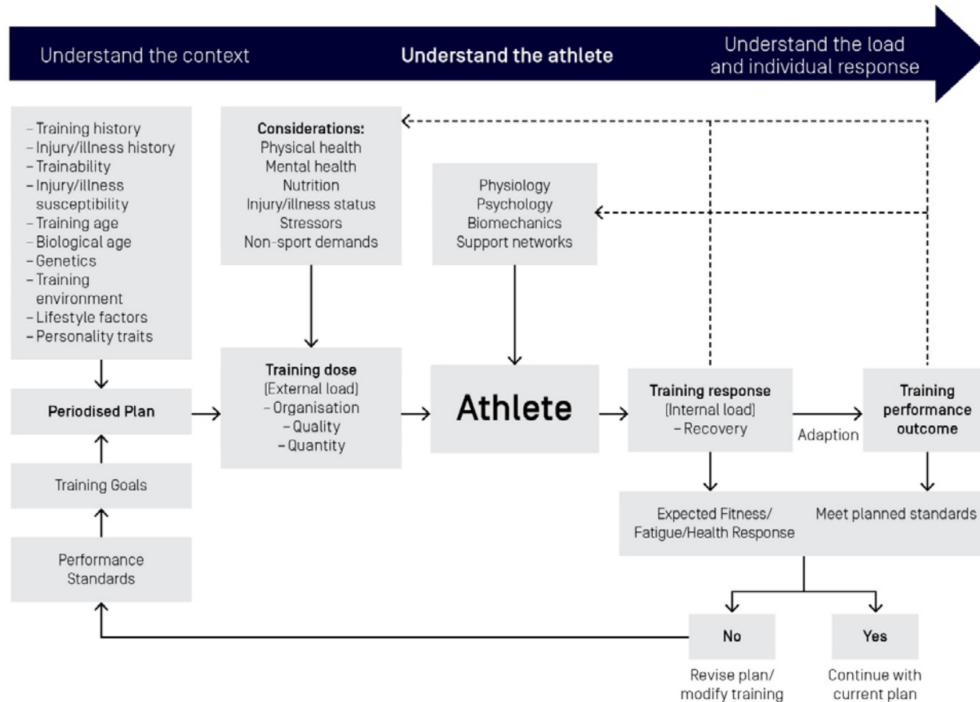 Understand the context
Understand the athlete
Understand the load
and individual response
– Training history
– Injury/illness history
– Trainability
– Injury/illness
susceptibility
– Training age
– Biological age
– Genetics
– Training
environment
– Lifestyle factors
– Personality traits
Considerations:
Physical health
Mental health
Nutrition
Injury/illness status
Stressors
Non-sport demands
Physiology
Psychology
Biomechanics
Support networks
Periodised Plan
Training dose
(External load)
– Organisation
– Quality
– Quantity
Athlete
Training response
(Internal load)
– Recovery
Adaption
Training
performance
outcome
Training Goals
Performance
Standards
Expected Fitness/
Fatigue/Health Response
Meet planned standards
No
Revise plan/
modify training
Yes
Continue with
current plan